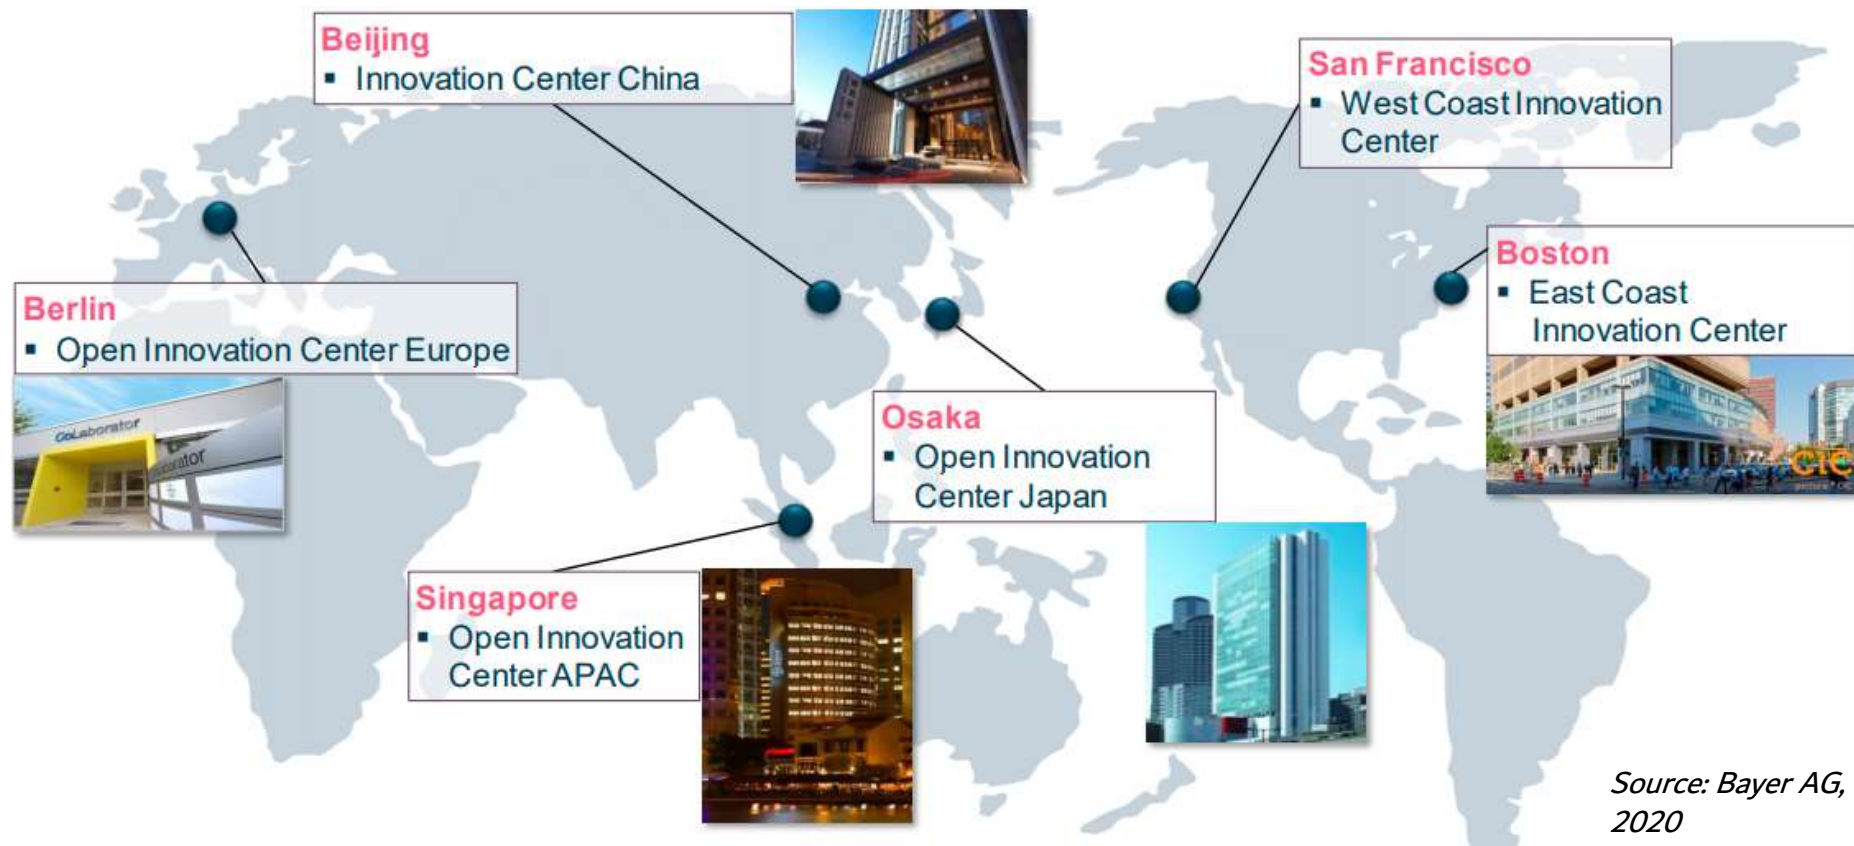 Beijing
▪ Innovation Center China
San Francisco
▪ West Coast Innovation
Center
Boston
▪ East Coast
Innovation Center
Berlin
▪ Open Innovation Center Europe
CoLaborator
CiC
Osaka
▪ Open Innovation
Center Japan
Singapore
▪ Open Innovation
Center APAC
Source: Bayer AG,
2020